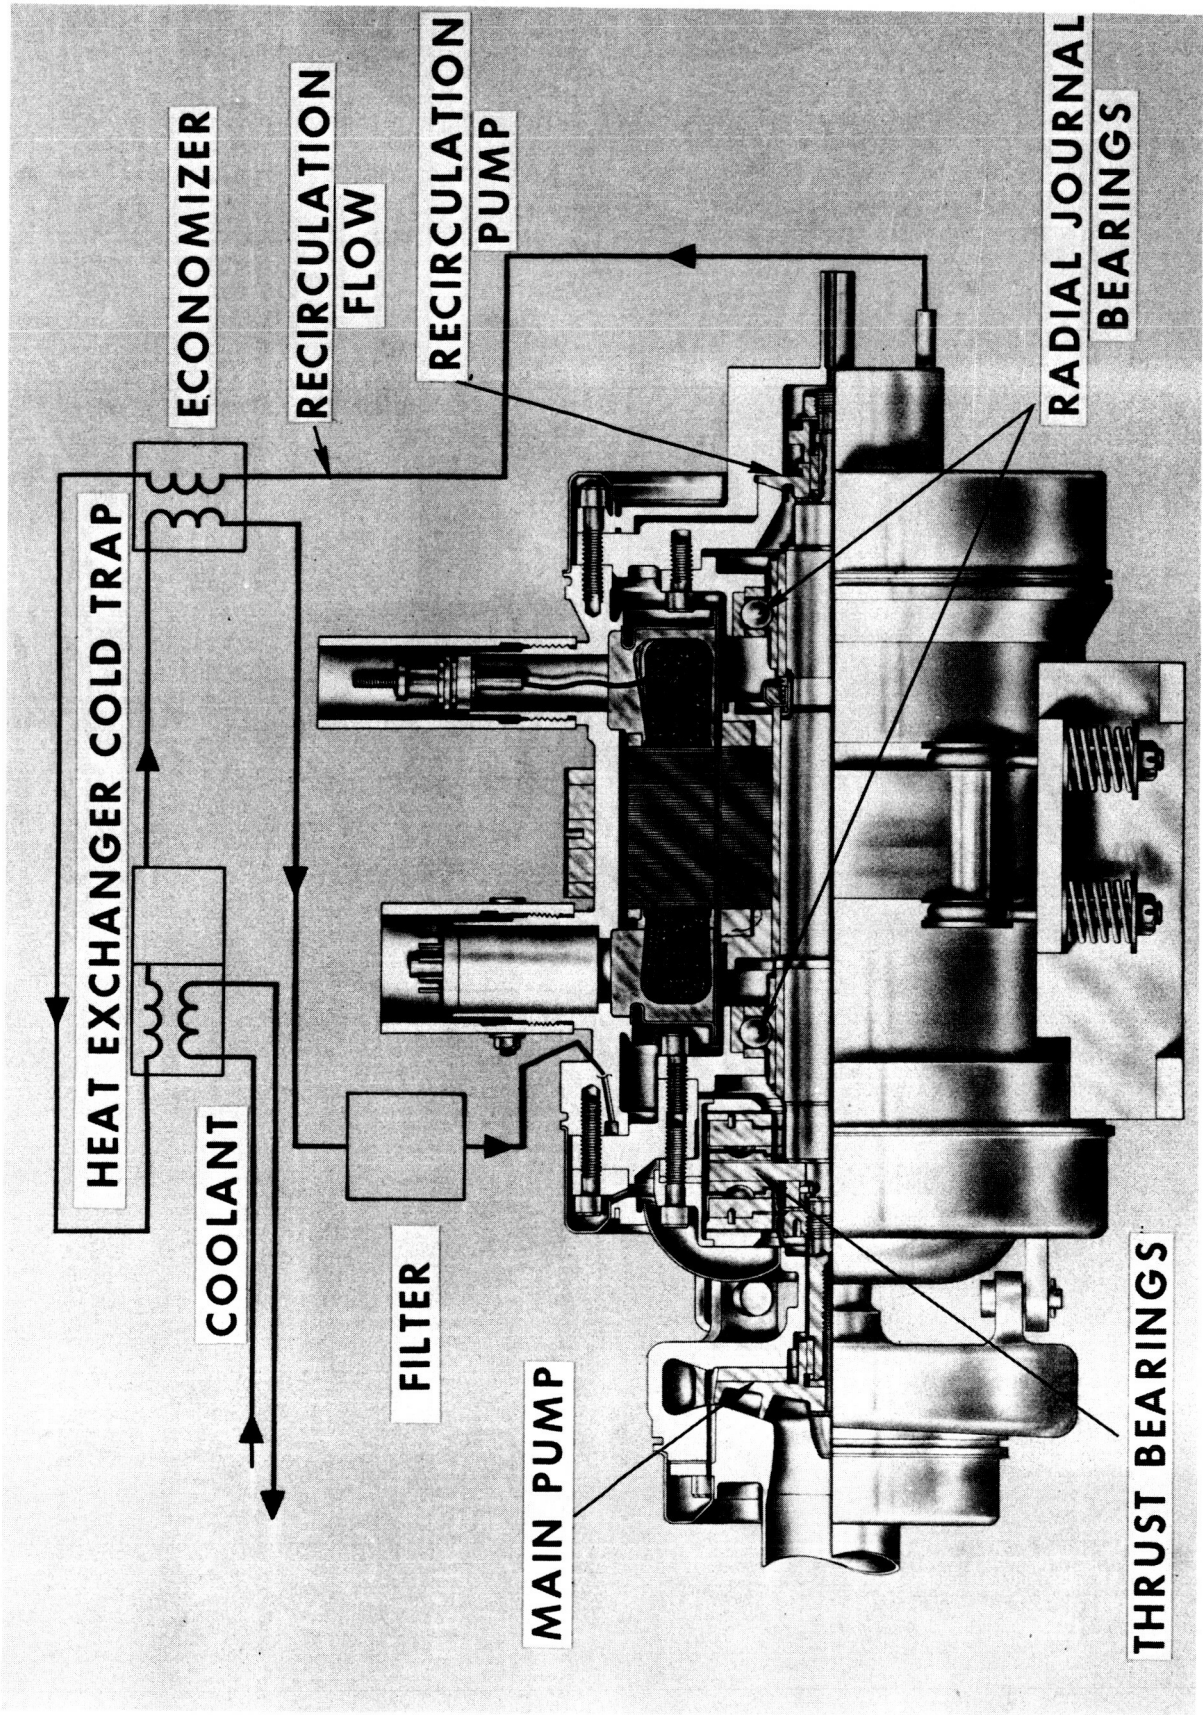 ECONOMIZER
RECIRCULATION
FLOW
RECIRCULATION
PUMP
HEAT EXCHANGER COLD TRAP
COOLANT
FILTER
MAIN PUMP
RADIAL JOURNAL
BEARINGS
THRUST BEARINGS